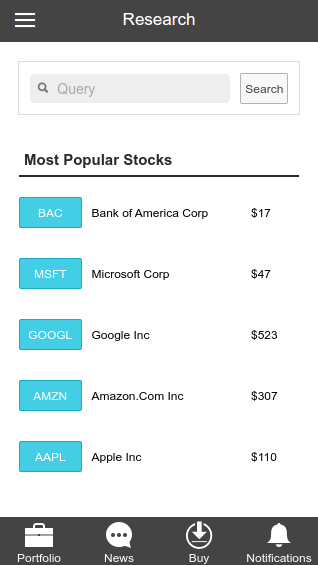 Research
Query
Search
Most Popular Stocks
BAC Bank of America Corp $17
MSFT Microsoft Corp $47
GOOGL Google Inc $523
AMZN Amazon.Com Inc $307
AAPL Apple Inc $110
Portfolio News Buy Notifications